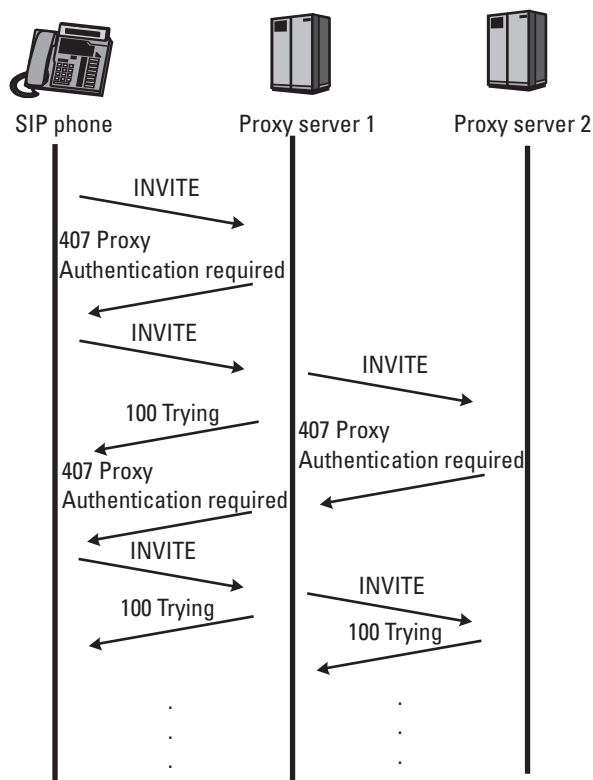 SIP phone
Proxy server 1
Proxy server 2
INVITE
407 Proxy
Authentication required
INVITE
INVITE
100 Trying
407 Proxy
Authentication required
407 Proxy
Authentication required
INVITE
INVITE
100 Trying
100 Trying
.
.
.
.
.
.